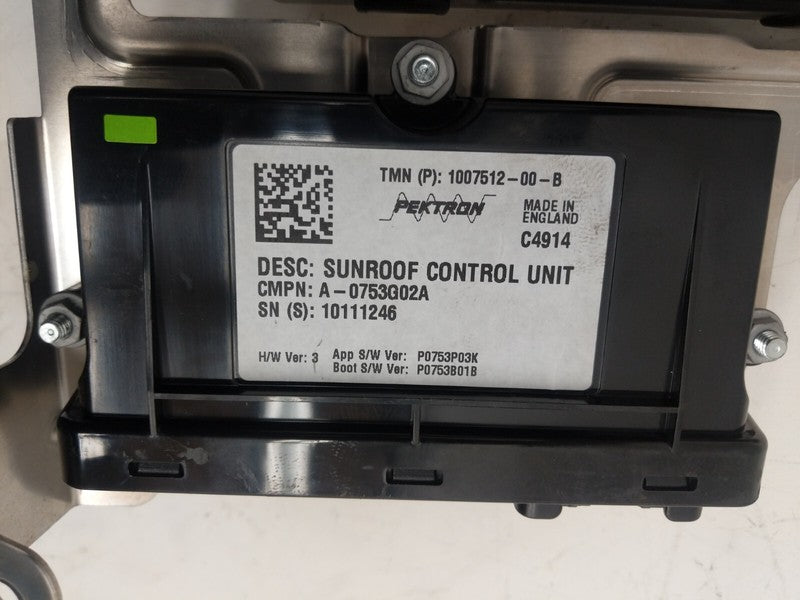 TMN (P): 1007512-00-B
PEKTRON
MADE IN
ENGLAND
C4914
DESC: SUNROOF CONTROL UNIT
CMPN: A-0753G02A
SN (S): 10111246
H/W Ver: 3 App S/W Ver: P0753P03K
Boot S/W Ver: P0753B01B